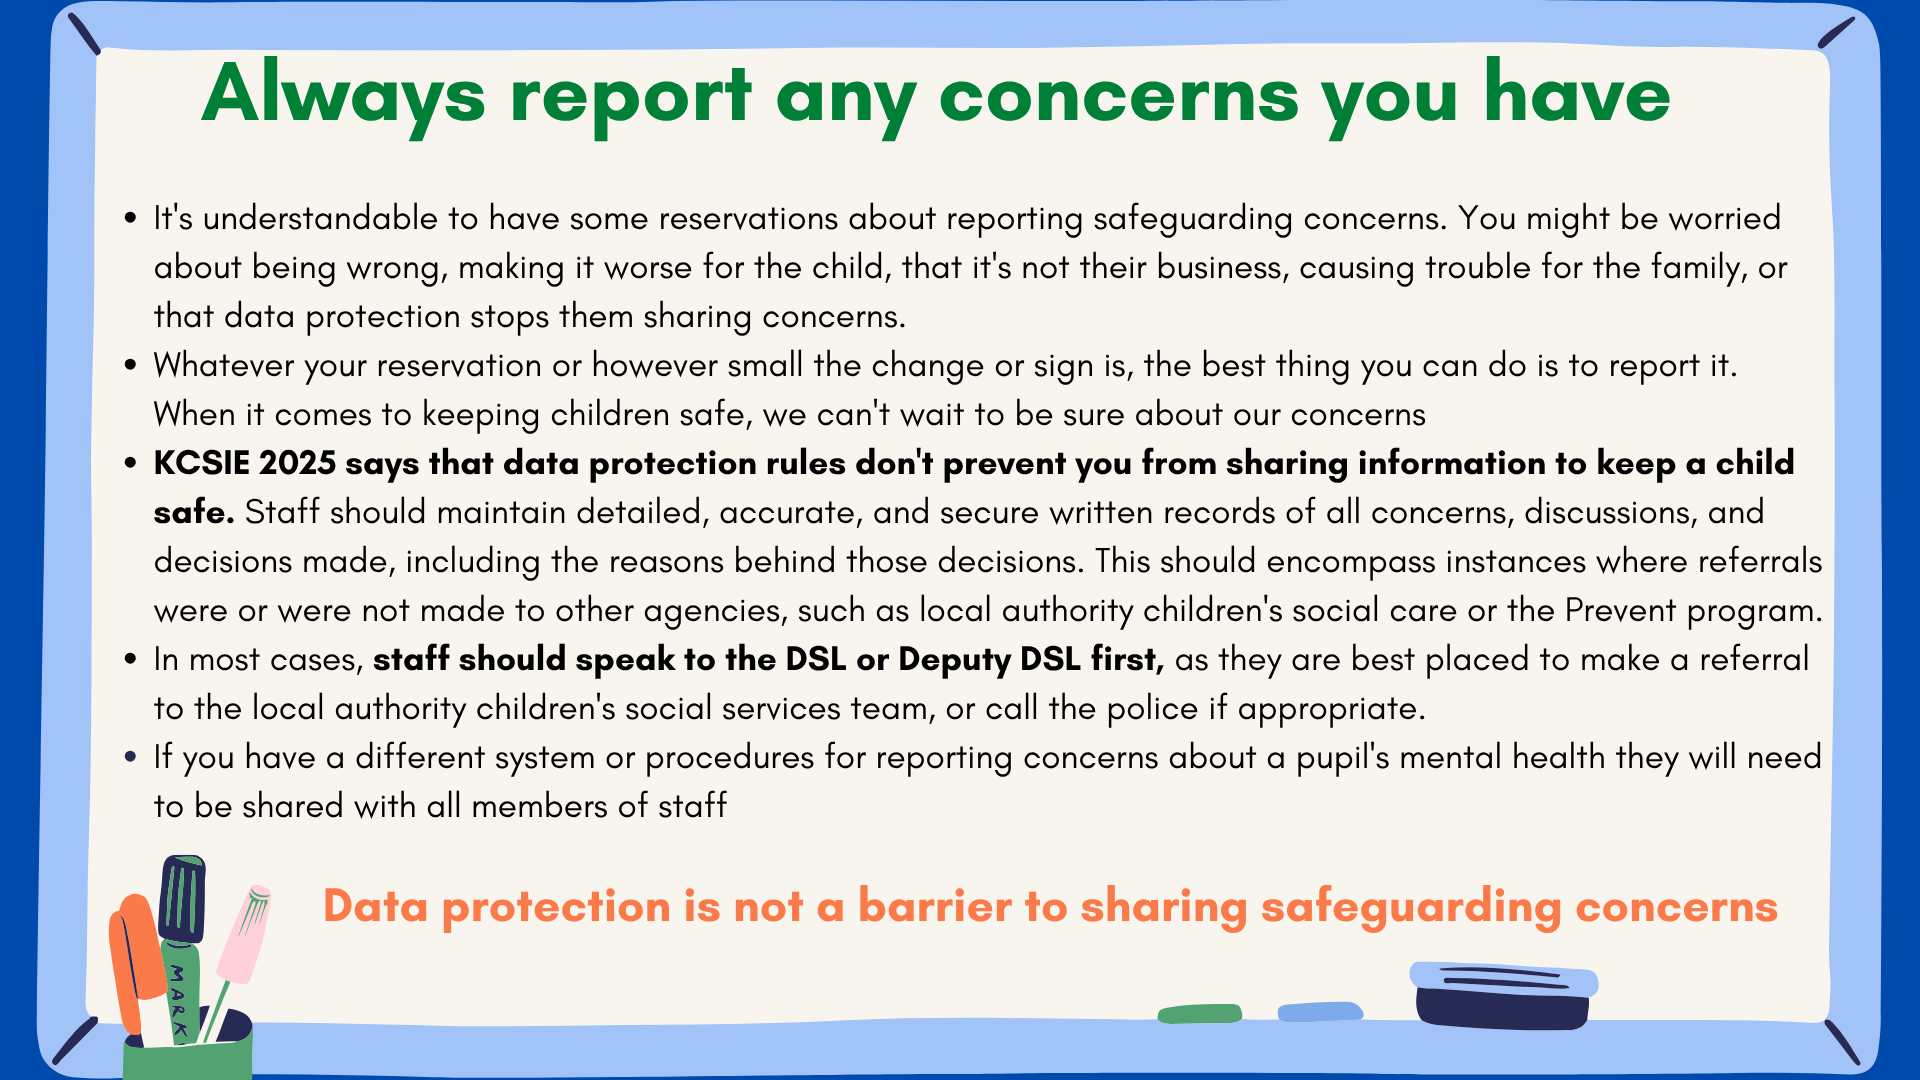 Always report any concerns you have
• It's understandable to have some reservations about reporting safeguarding concerns. You might be worried
about being wrong, making it worse for the child, that it's not their business, causing trouble for the family, or
that data protection stops them sharing concerns.
• Whatever your reservation or however small the change or sign is, the best thing you can do is to report it.
When it comes to keeping children safe, we can't wait to be sure about our concerns
• KCSIE 2025 says that data protection rules don't prevent you from sharing information to keep a child
safe. Staff should maintain detailed, accurate, and secure written records of all concerns, discussions, and
decisions made, including the reasons behind those decisions. This should encompass instances where referrals
were or were not made to other agencies, such as local authority children's social care or the Prevent program.
• In most cases, staff should speak to the DSL or Deputy DSL first, as they are best placed to make a referral
to the local authority children's social services team, or call the police if appropriate.
• If you have a different system or procedures for reporting concerns about a pupil's mental health they will need
to be shared with all members of staff
Data protection is not a barrier to sharing safeguarding concerns
MARK